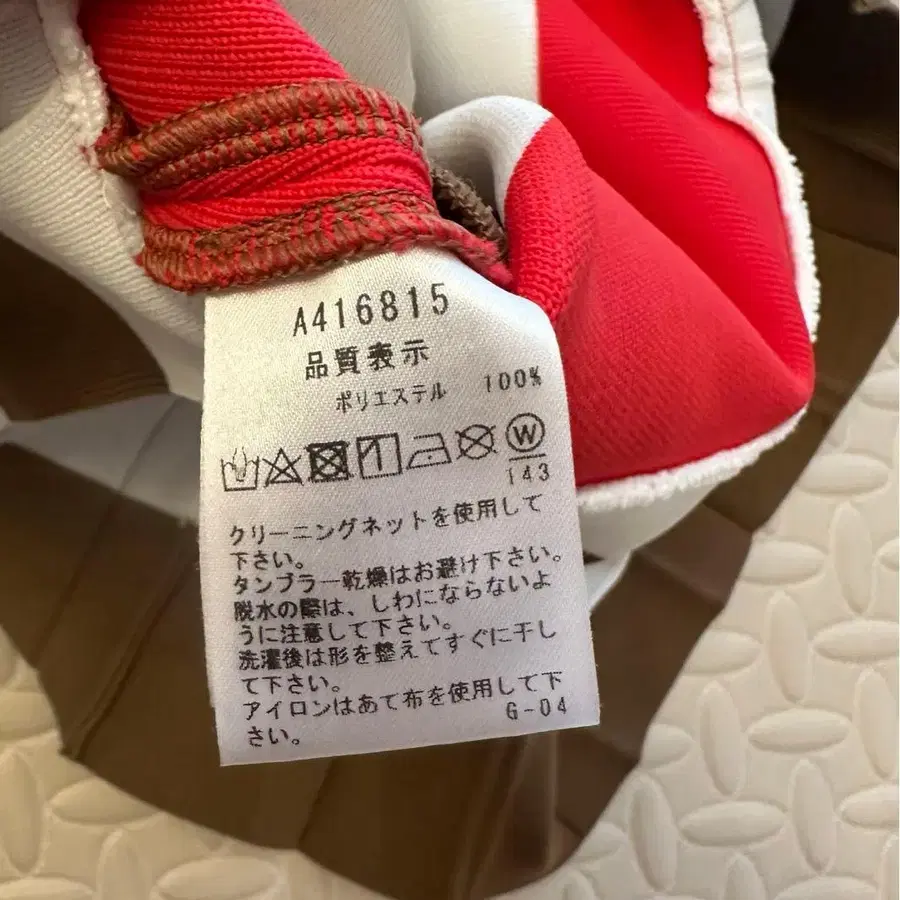 A416815
品質表示
ポリエステル 100%
W
143
クリーニングネットを使用して
下さい。
タンブラー乾燥はお避け下さい。
脱水の際は、しわにならないよ
うに注意して下さい。
洗濯後は形を整えてすぐに干し
て下さい。
アイロンはあて布を使用して下
さい。
G-04